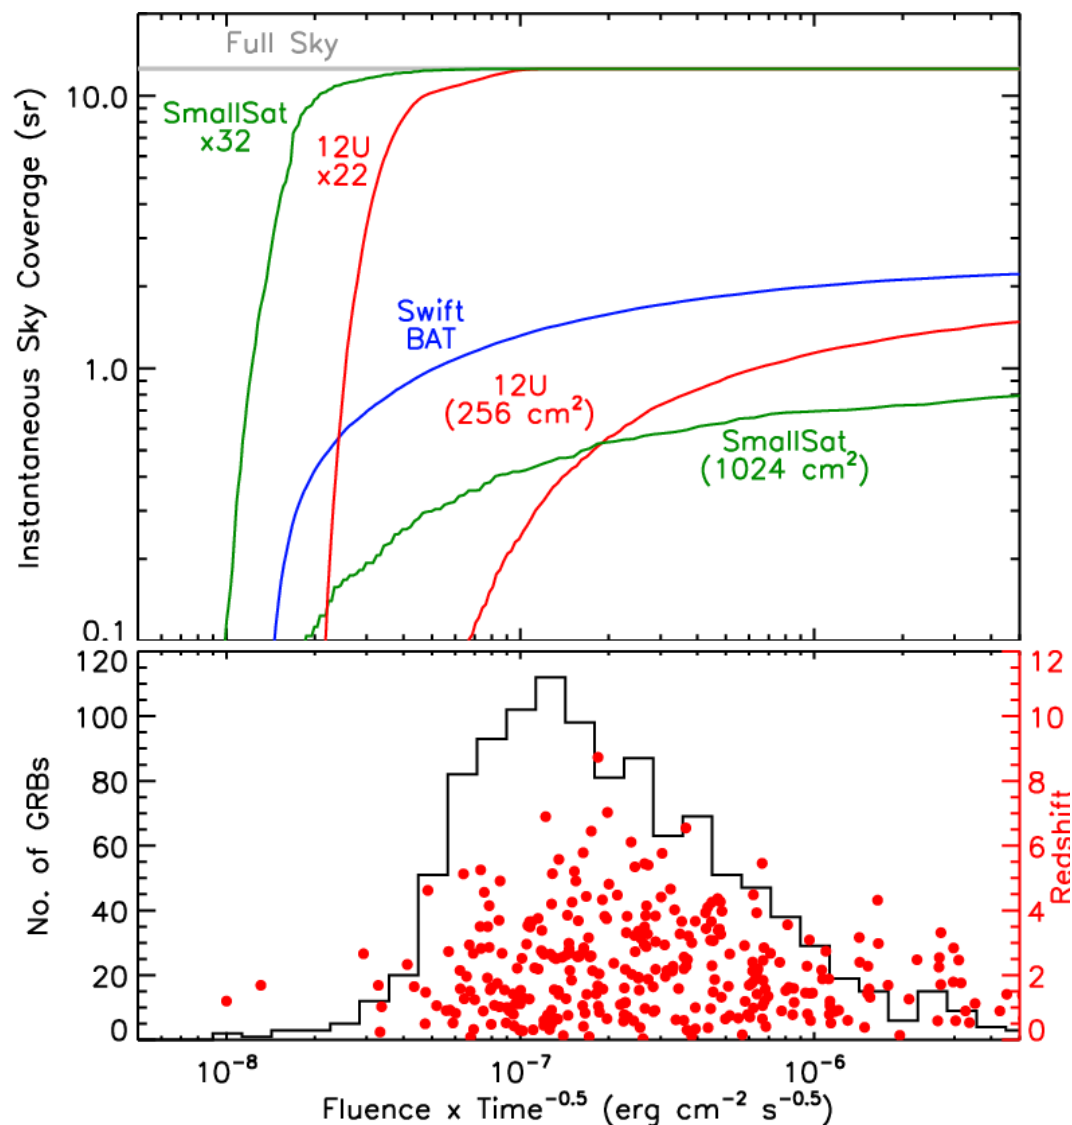 Full Sky
SmallSat
x32
12U
x22
Swift
BAT
12U
(256 cm²)
SmallSat
(1024 cm²)
Instantaneous Sky Coverage (sr)
10.0
1.0
0.1
120
100
80
60
40
20
0
No. of GRBs
12
10
8
6
4
2
0
Redshift
10⁻⁸
10⁻⁷
10⁻⁶
Fluence x Time⁻⁰·⁵ (erg cm⁻² s⁻⁰·⁵)